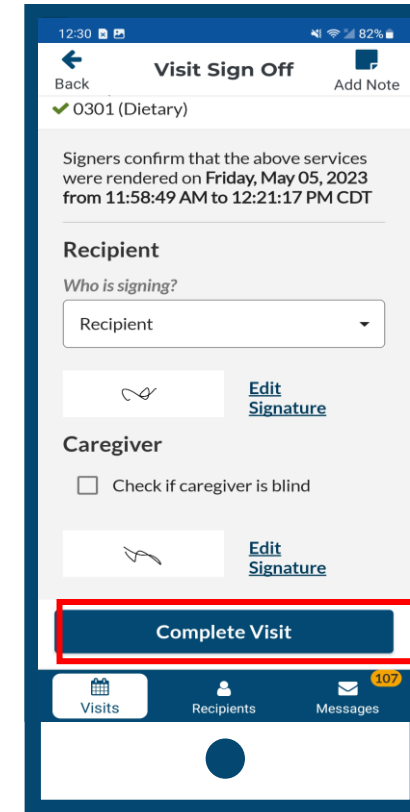 12:30 82%
Back Visit Sign Off Add Note
0301 (Dietary)
Signers confirm that the above services
were rendered on Friday, May 05, 2023
from 11:58:49 AM to 12:21:17 PM CDT
Recipient
Who is signing?
Recipient
Edit
Signature
Caregiver
Check if caregiver is blind
Edit
Signature
Complete Visit
107
Visits Recipients Messages